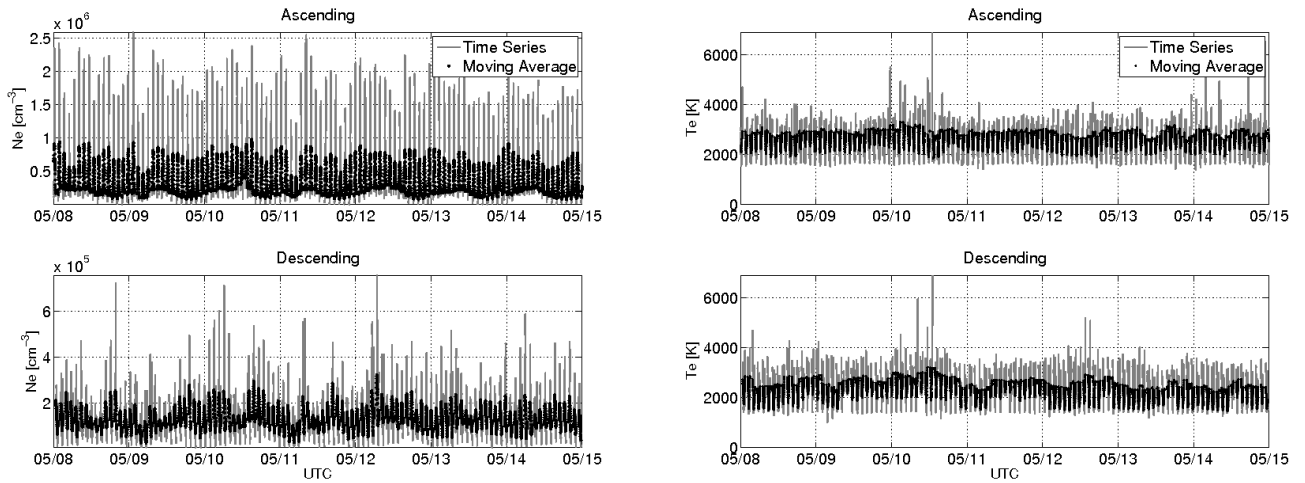 Ascending
x 10⁶
Ne [cm⁻³]
2.5
2
1.5
1
0.5
Time Series
Moving Average
05/08 05/09 05/10 05/11 05/12 05/13 05/14 05/15
Ascending
Te [K]
6000
4000
2000
0
Time Series
Moving Average
05/08 05/09 05/10 05/11 05/12 05/13 05/14 05/15
Descending
x 10⁵
Ne [cm⁻³]
6
4
2
05/08 05/09 05/10 05/11 05/12 05/13 05/14 05/15
UTC
Descending
Te [K]
6000
4000
2000
0
05/08 05/09 05/10 05/11 05/12 05/13 05/14 05/15
UTC